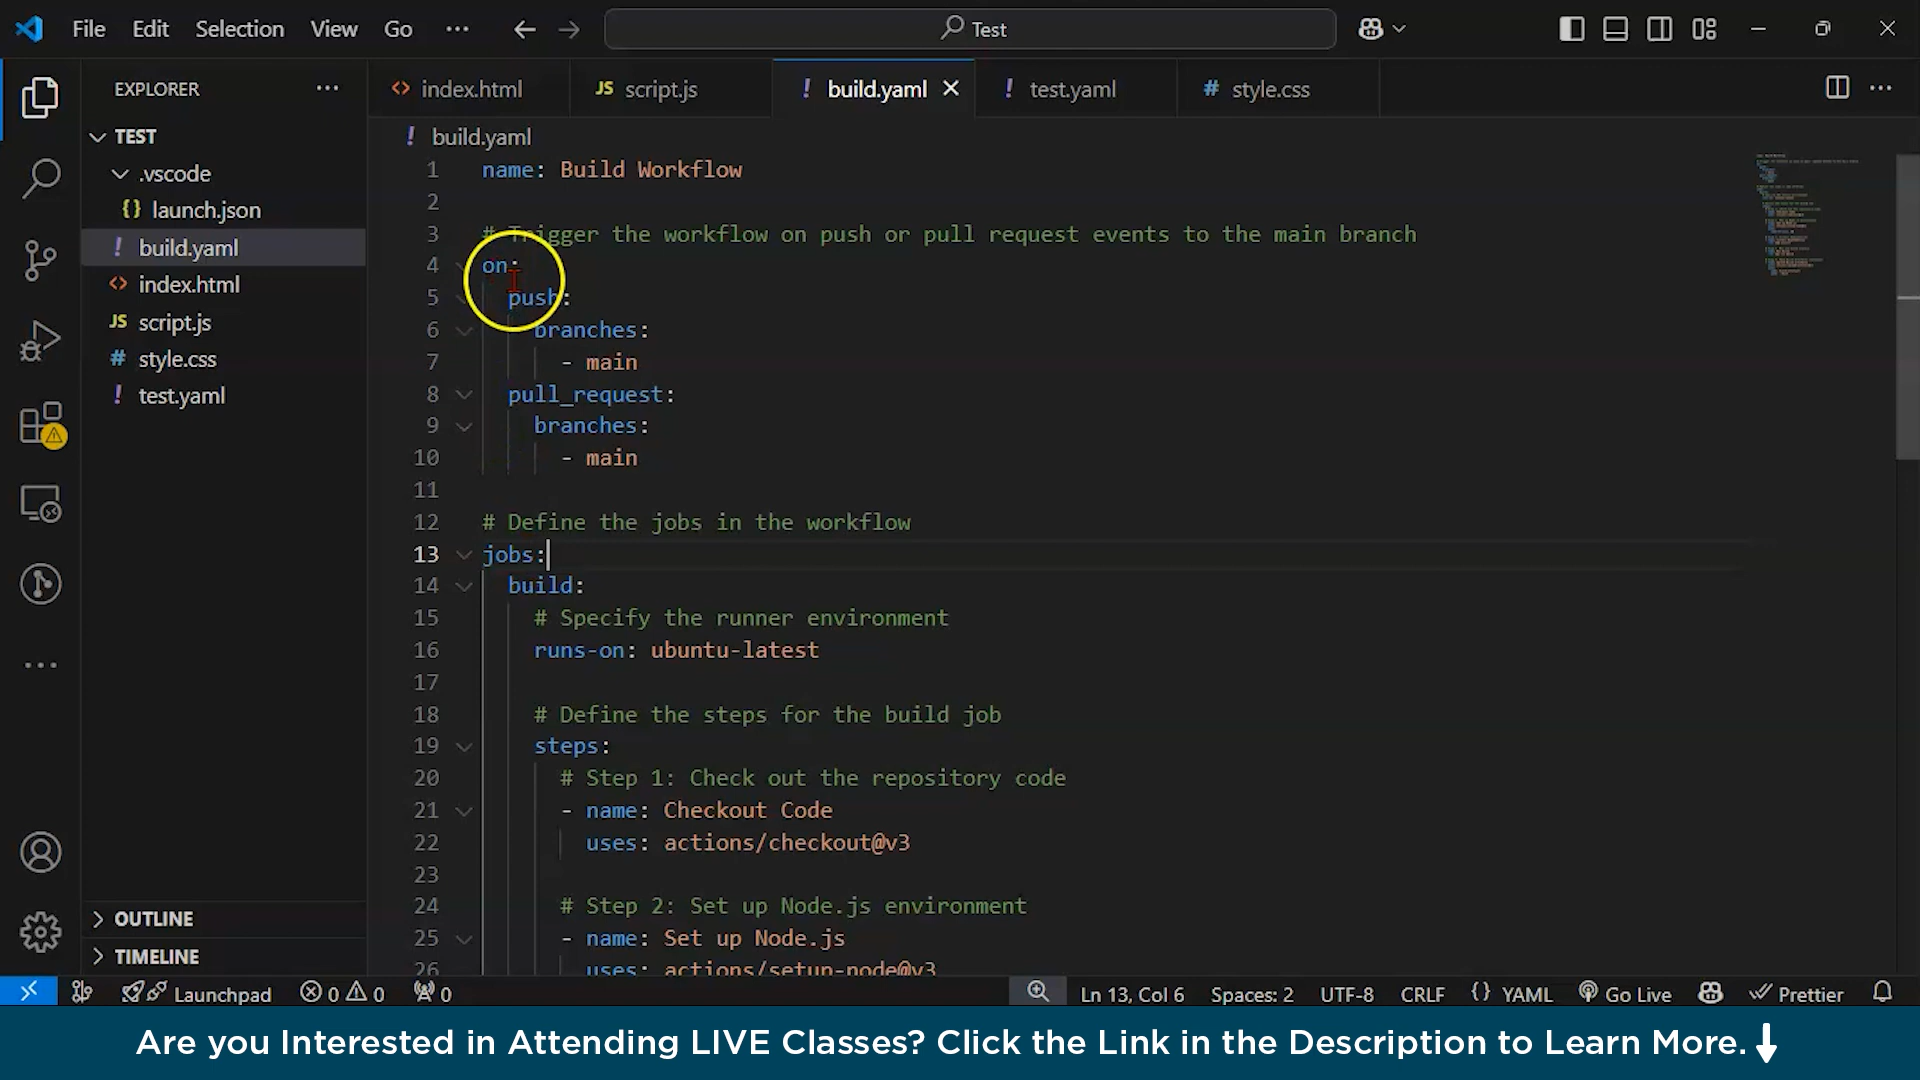 File Edit Selection View Go ··· Test
EXPLORER ···
index.html
JS script.js
! build.yaml
! test.yaml
# style.css
TEST
.vscode
{} launch.json
! build.yaml
<> index.html
JS script.js
# style.css
! test.yaml
OUTLINE
TIMELINE
! build.yaml
1 name: Build Workflow
2
3 # Trigger the workflow on push or pull request events to the main branch
4 on:
5 push:
6 branches:
7 - main
8 pull_request:
9 branches:
10 - main
11
12 # Define the jobs in the workflow
13 jobs:
14 build:
15 # Specify the runner environment
16 runs-on: ubuntu-latest
17
18 # Define the steps for the build job
19 steps:
20 # Step 1: Check out the repository code
21 - name: Checkout Code
22 uses: actions/checkout@v3
23
24 # Step 2: Set up Node.js environment
25 - name: Set up Node.js
26 uses: actions/setup-node@v3
Launchpad 0 0 0 Ln 13, Col 6 Spaces: 2 UTF-8 CRLF {} YAML Go Live Prettier
Are you Interested in Attending LIVE Classes? Click the Link in the Description to Learn More.